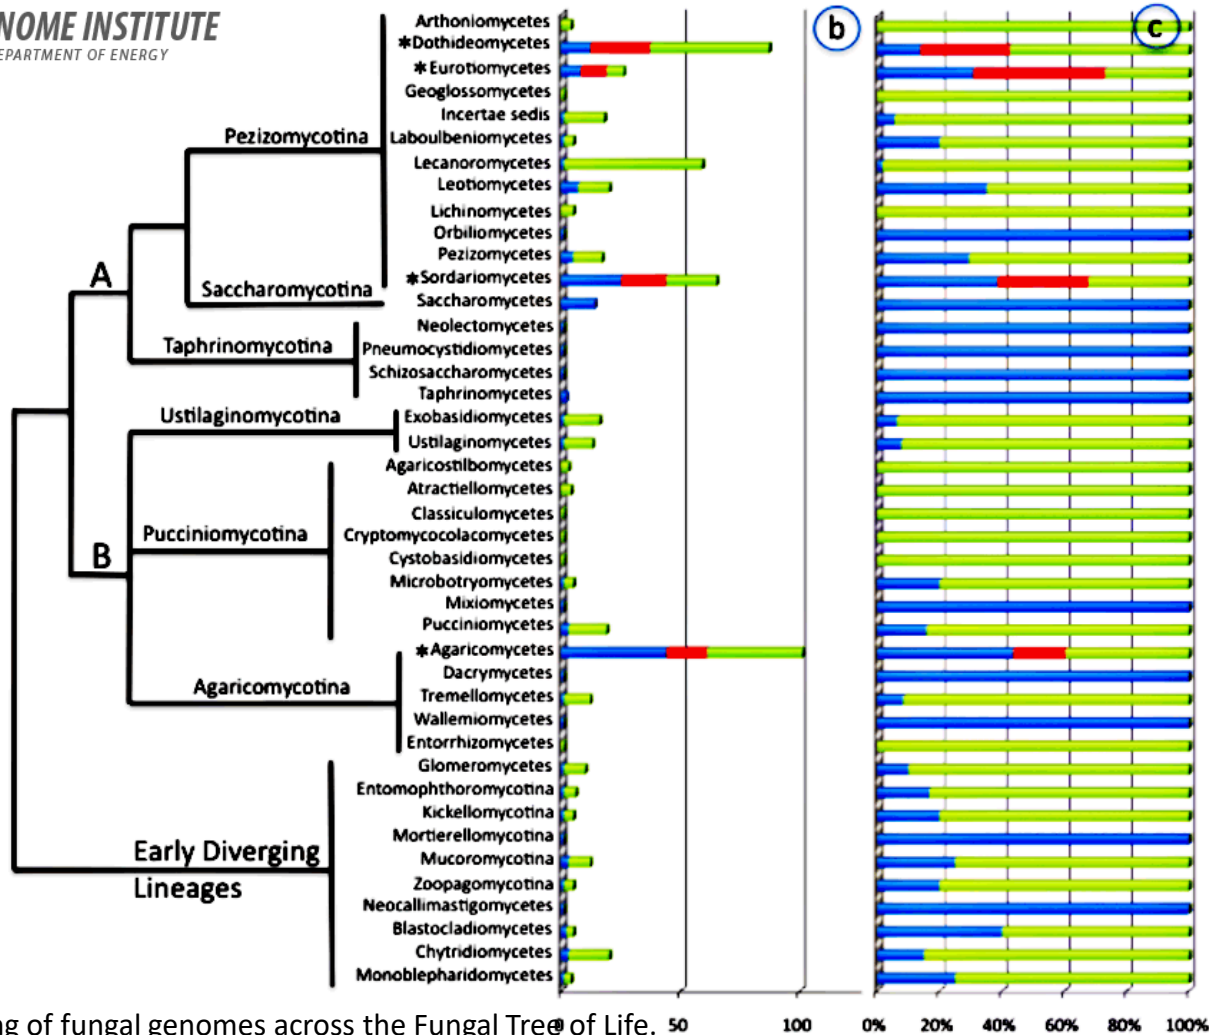 NOME INSTITUTE
EPARTMENT OF ENERGY
b
c
Arthoniomycetes
*Dothideomycetes
*Eurotiomycetes
Geoglossomycetes
Incertae sedis
Pezizomycotina
Laboulbeniomycetes
Lecanoromycetes
Leotiomycetes
Lichinomycetes
Orbiliomycetes
Pezizomycetes
A
*Sordariomycetes
Saccharomycotina
Saccharomycetes
Neolectomycetes
Taphrinomycotina
Pneumocystidiomycetes
Schizosaccharomycetes
Taphrinomycetes
Ustilaginomycotina
Exobasidiomycetes
Ustilaginomycetes
Agaricostilbomycetes
Atractiellomycetes
Classiculomycetes
Pucciniomycotina
Cryptomycocolacomycetes
B
Cystobasidiomycetes
Microbotryomycetes
Mixiomycetes
Pucciniomycetes
*Agaricomycetes
Dacrymycetes
Agaricomycotina
Tremellomycetes
Wallemiomycetes
Entorrhizomycetes
Glomeromycetes
Entomophthoromycotina
Kickellomycotina
Mortierellomycotina
Early Diverging
Lineages
Mucoromycotina
Zoopagomycotina
Neocallimastigomycetes
Blastocladiomycetes
Chytridiomycetes
Monoblepharidomycetes
0 50 100 0% 20% 40% 60% 80% 100%
ng of fungal genomes across the Fungal Tree of Life.